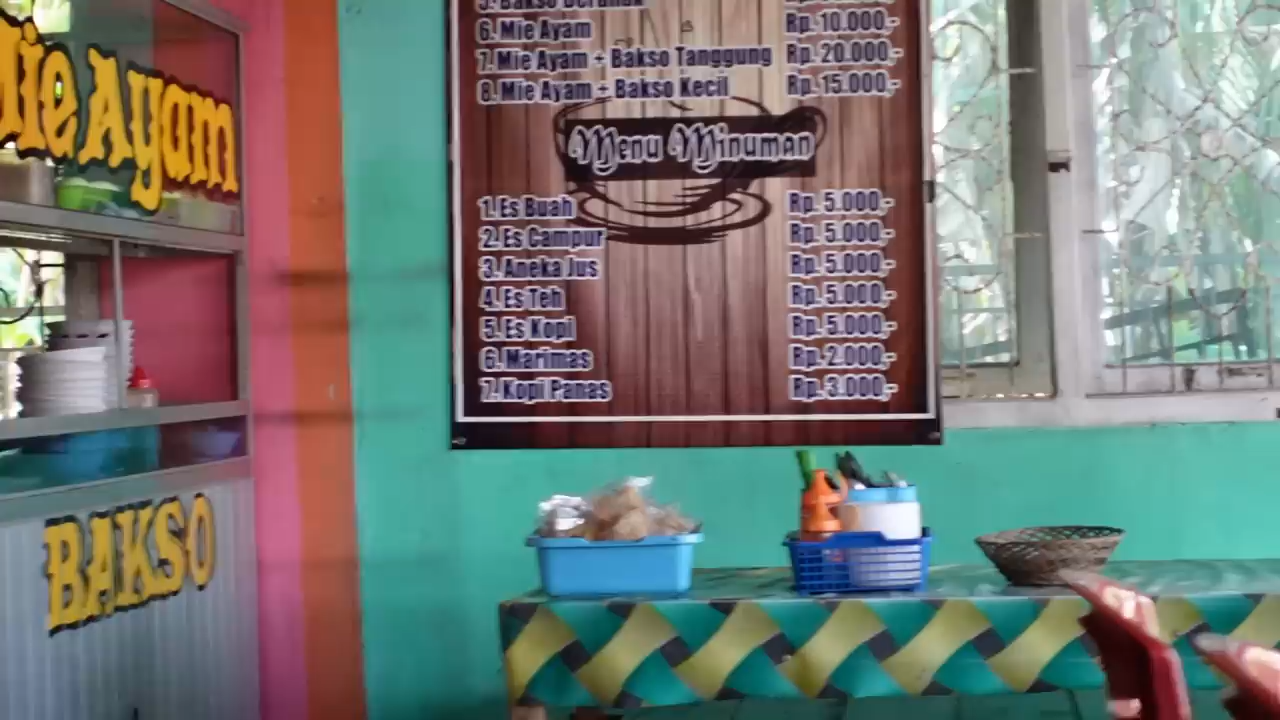 Mie Ayam
BAKSO
5. Bakso Beranak
6. Mie Ayam Rp. 10.000,-
7. Mie Ayam + Bakso Tanggung Rp. 20.000,-
8. Mie Ayam + Bakso Kecil Rp. 15.000,-
Menu Minuman
1. Es Buah Rp. 5.000,-
2. Es Campur Rp. 5.000,-
3. Aneka Jus Rp. 5.000,-
4. Es Teh Rp. 5.000,-
5. Es Kopi Rp. 5.000,-
6. Marimas Rp. 2.000,-
7. Kopi Panas Rp. 3.000,-